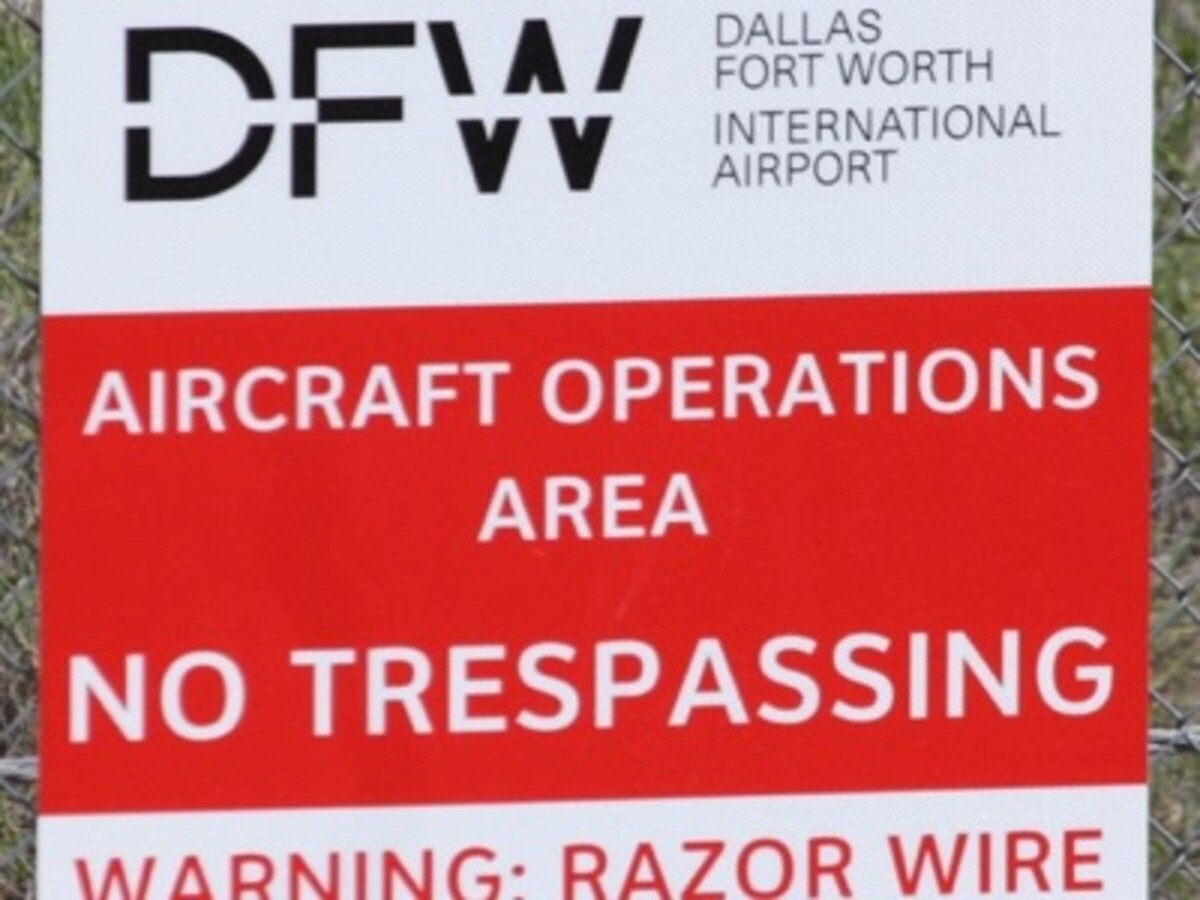 DFW
DALLAS
FORT WORTH
INTERNATIONAL
AIRPORT
AIRCRAFT OPERATIONS
AREA
NO TRESPASSING
WARNING: RAZOR WIRE